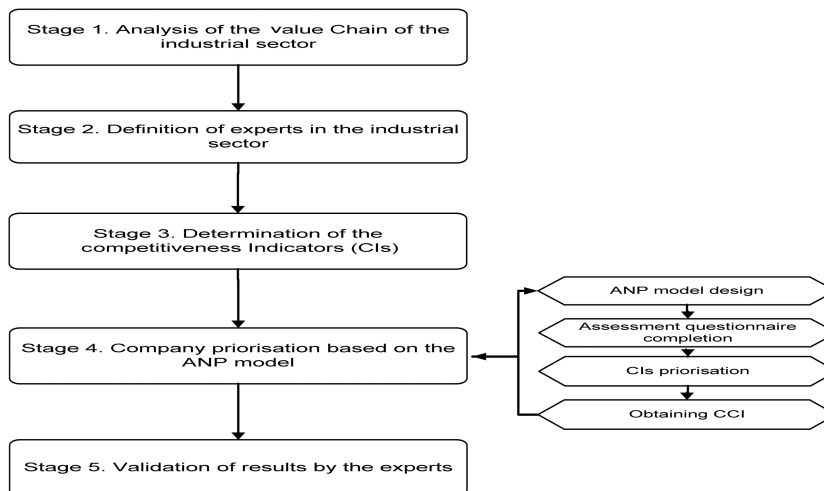 Stage 1. Analysis of the value Chain of the
industrial sector
Stage 2. Definition of experts in the industrial
sector
Stage 3. Determination of the
competitiveness Indicators (CIs)
Stage 4. Company priorisation based on the
ANP model
Stage 5. Validation of results by the experts
ANP model design
Assessment questionnaire
completion
CIs priorisation
Obtaining CCI